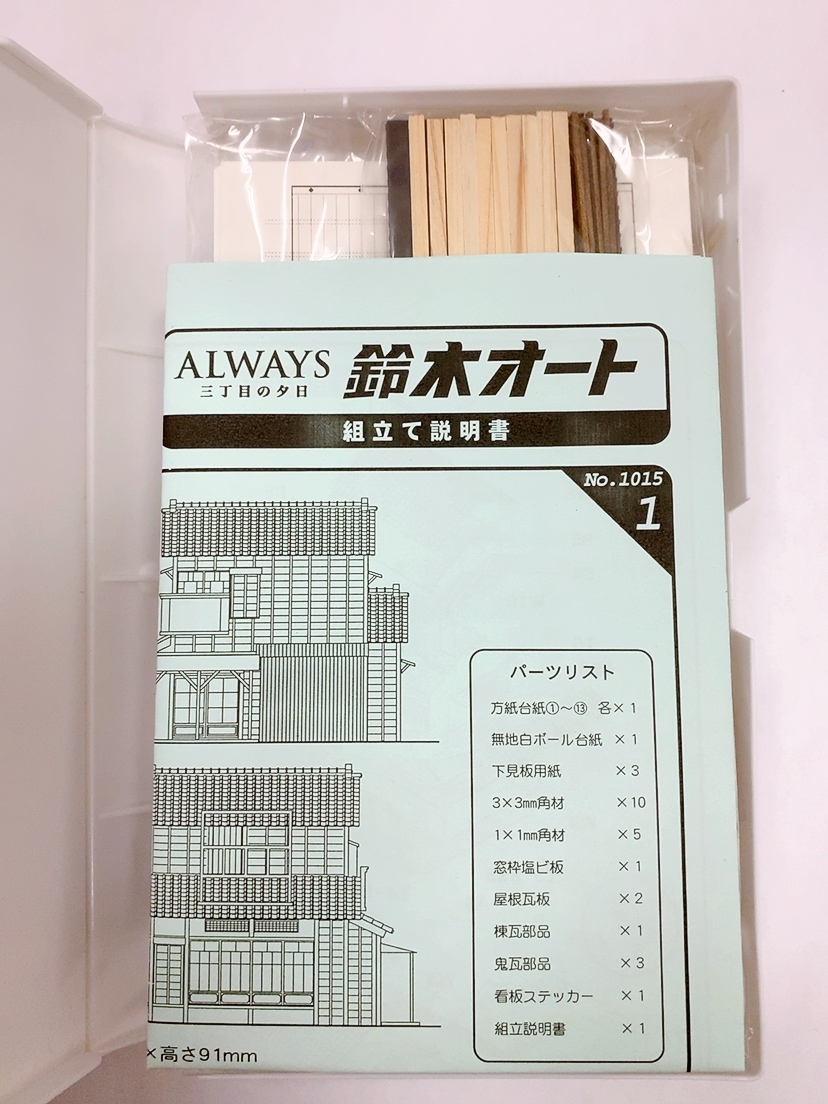 ALWAYS
三丁目の夕日
鈴木オート
組立て説明書
No.1015
1
パーツリスト
方紙台紙①～⑬ 各×1
無地白ボール台紙 ×1
下見板用紙 ×3
3×3mm角材 ×10
1×1mm角材 ×5
窓枠塩ビ板 ×1
屋根瓦板 ×2
棟瓦部品 ×1
鬼瓦部品 ×3
看板ステッカー ×1
組立説明書 ×1
×高さ91mm